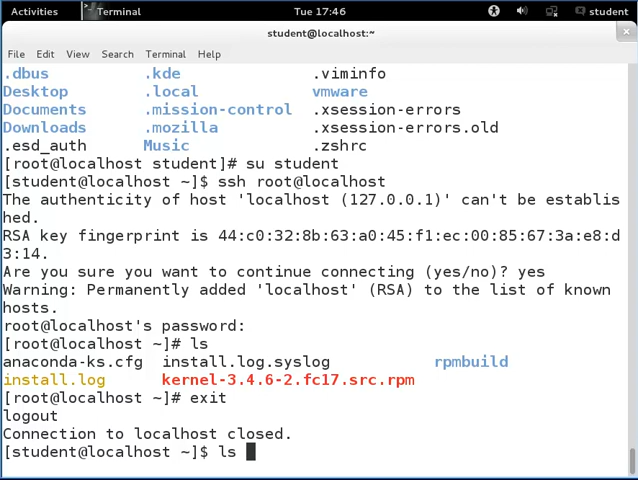 Activities Terminal Tue 17:46 student
student@localhost:~
File Edit View Search Terminal Help
.dbus .kde .viminfo
Desktop .local vmware
Documents .mission-control .xsession-errors
Downloads .mozilla .xsession-errors.old
.esd_auth Music .zshrc
[root@localhost student]# su student
[student@localhost ~]$ ssh root@localhost
The authenticity of host 'localhost (127.0.0.1)' can't be establis
hed.
RSA key fingerprint is 44:c0:32:8b:63:a0:45:f1:ec:00:85:67:3a:e8:d
3:14.
Are you sure you want to continue connecting (yes/no)? yes
Warning: Permanently added 'localhost' (RSA) to the list of known
hosts.
root@localhost's password:
[root@localhost ~]# ls
anaconda-ks.cfg install.log.syslog rpmbuild
install.log kernel-3.4.6-2.fc17.src.rpm
[root@localhost ~]# exit
logout
Connection to localhost closed.
[student@localhost ~]$ ls